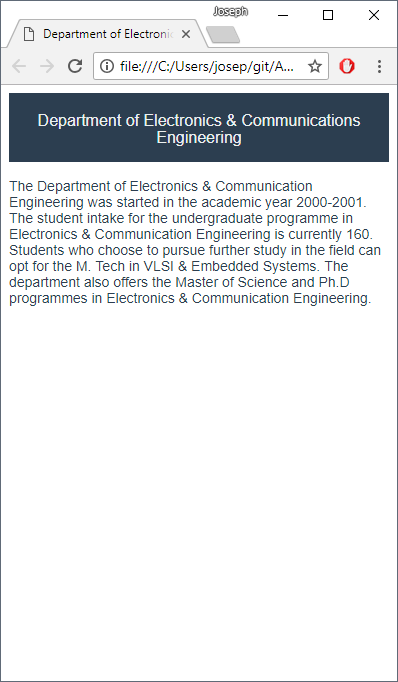 Joseph
Department of Electronic
file:///C:/Users/josep/git/A...
Department of Electronics & Communications
Engineering
The Department of Electronics & Communication
Engineering was started in the academic year 2000-2001.
The student intake for the undergraduate programme in
Electronics & Communication Engineering is currently 160.
Students who choose to pursue further study in the field can
opt for the M. Tech in VLSI & Embedded Systems. The
department also offers the Master of Science and Ph.D
programmes in Electronics & Communication Engineering.